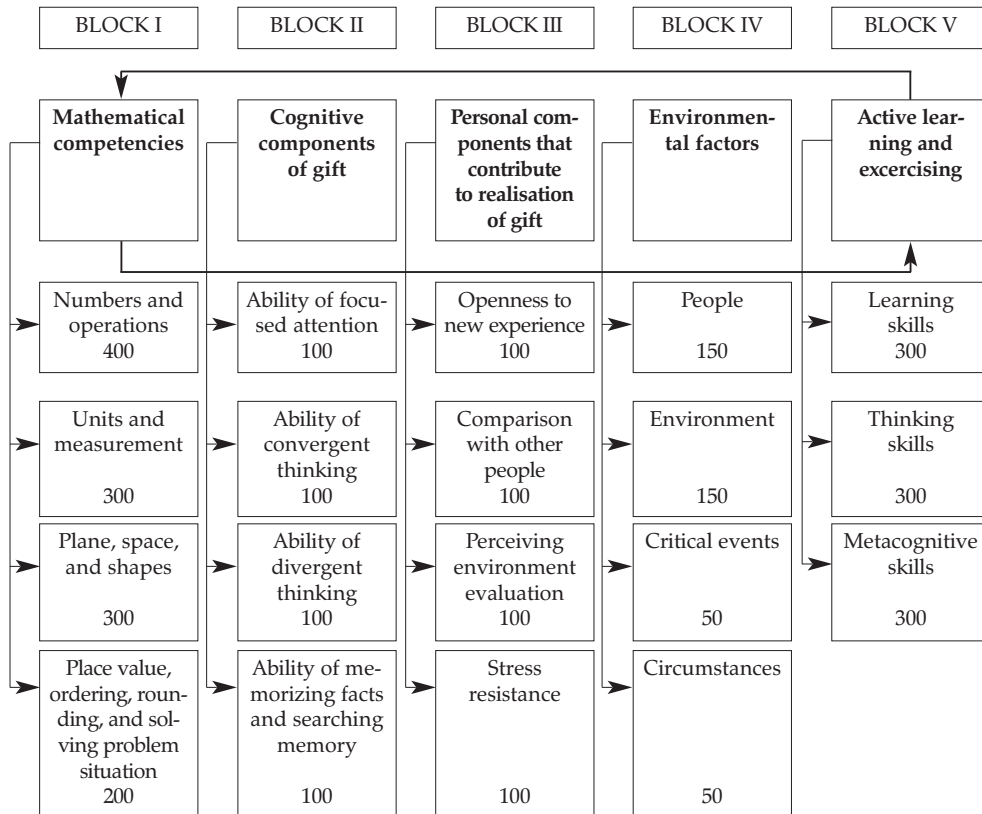 BLOCK I
BLOCK II
BLOCK III
BLOCK IV
BLOCK V
Mathematical
competencies
Cognitive
components
of gift
Personal com-
ponents that
contribute
to realisation
of gift
Environmen-
tal factors
Active lear-
ning and
excercising
Numbers and
operations
400
Ability of focu-
sed attention
100
Openness to
new experience
100
People
150
Learning
skills
300
Units and
measurement
300
Ability of
convergent
thinking
100
Comparison
with other
people
100
Environment
150
Thinking
skills
300
Plane, space,
and shapes
300
Ability of
divergent
thinking
100
Perceiving
environment
evaluation
100
Critical events
50
Metacognitive
skills
300
Place value,
ordering, roun-
ding, and sol-
ving problem
situation
200
Ability of me-
morizing facts
and searching
memory
100
Stress
resistance
100
Circumstances
50